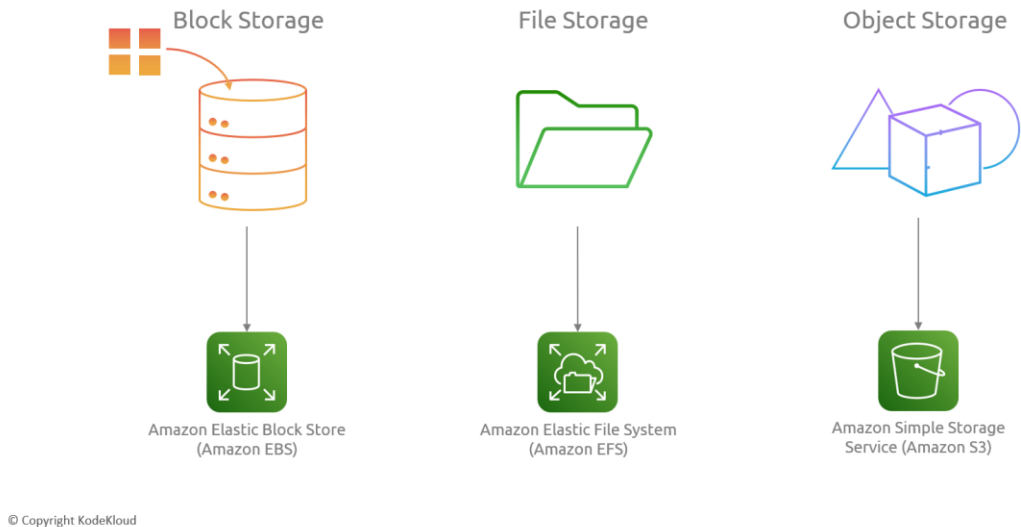 Block Storage
File Storage
Object Storage
Amazon Elastic Block Store
(Amazon EBS)
Amazon Elastic File System
(Amazon EFS)
Amazon Simple Storage
Service (Amazon S3)
© Copyright KodeKloud